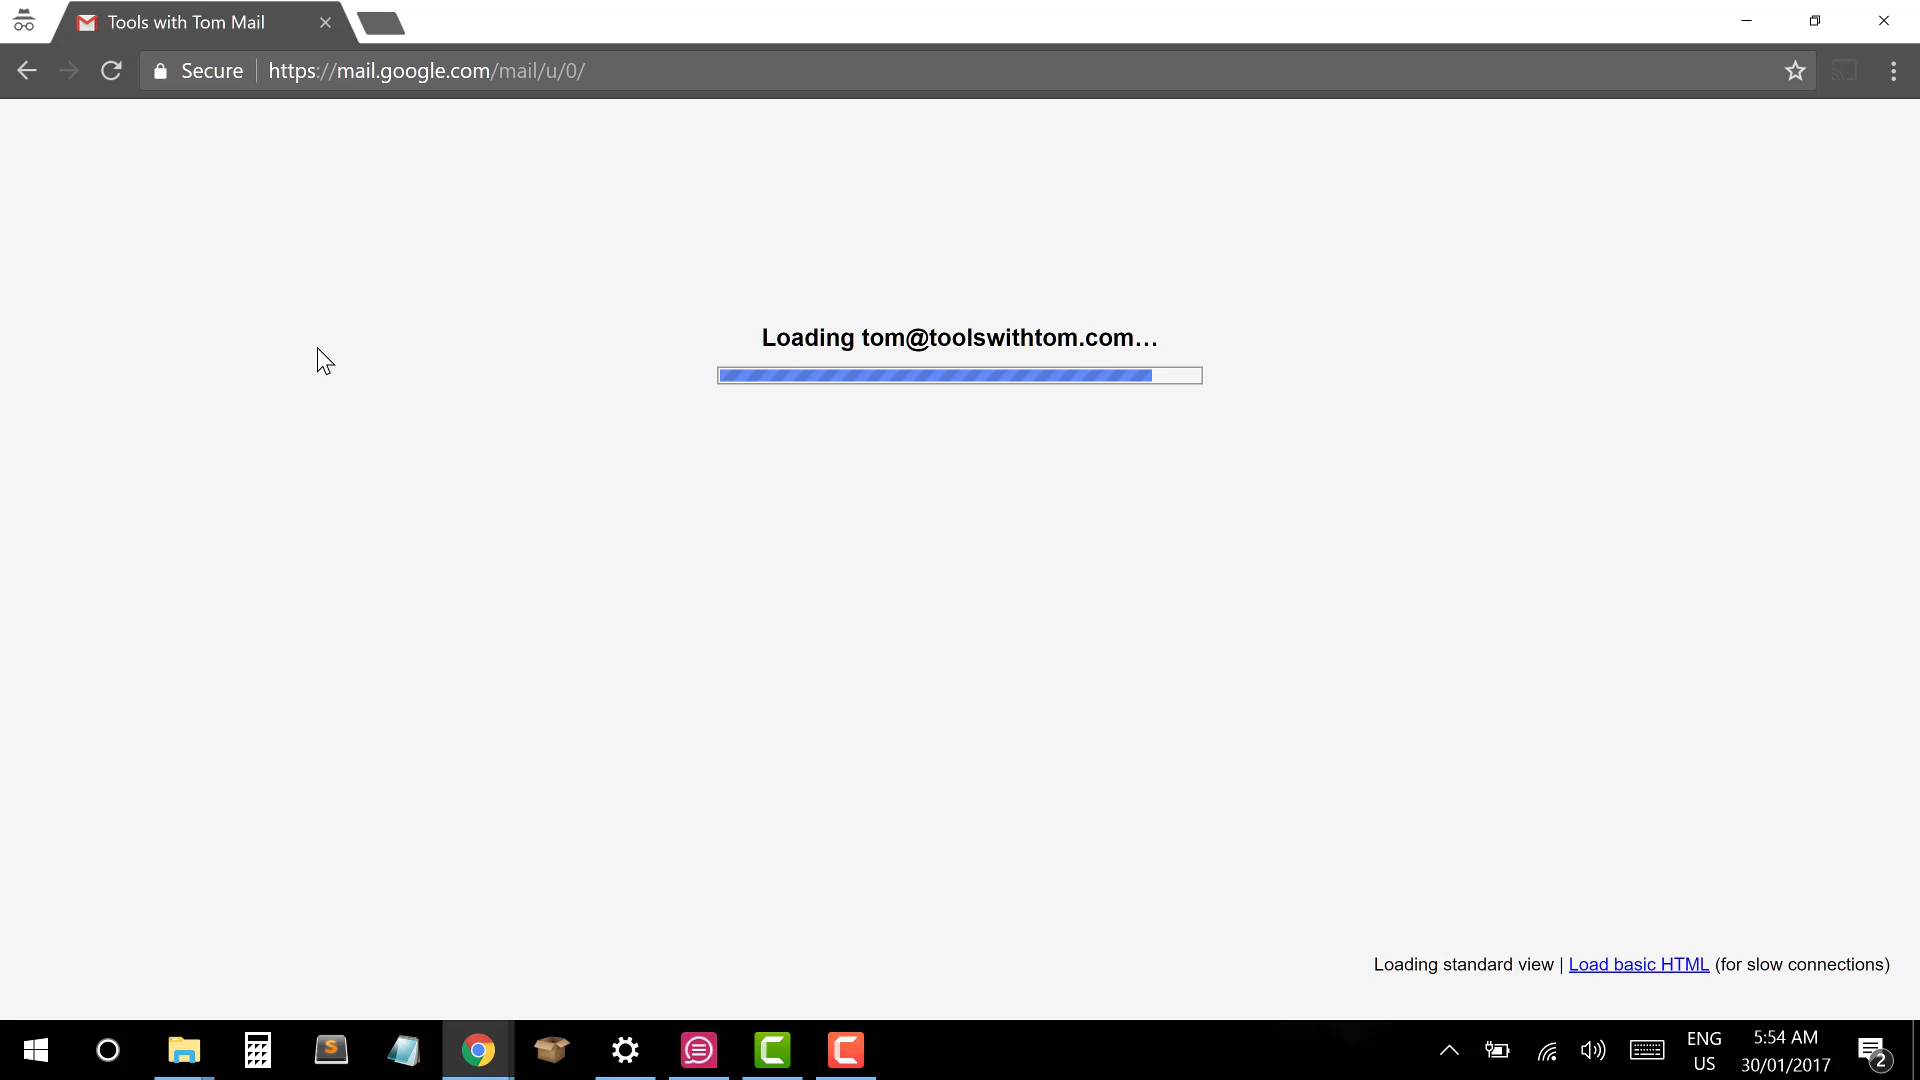 Tools with Tom Mail
Secure
https://mail.google.com/mail/u/0/
Loading tom@toolswithtom.com...
Loading standard view | Load basic HTML (for slow connections)
S
ENG
US
5:54 AM
30/01/2017
2